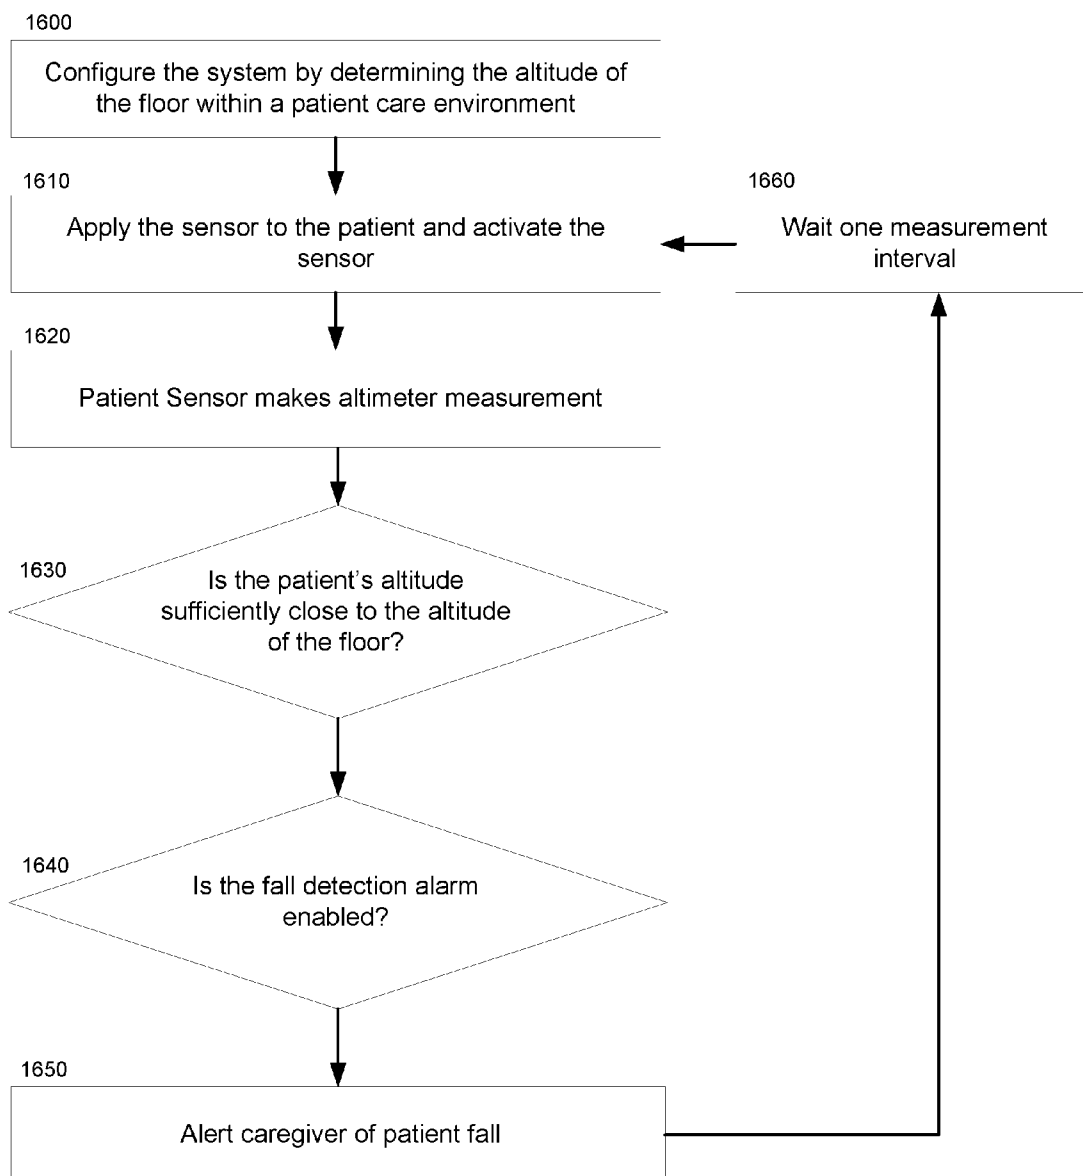 1600
Configure the system by determining the altitude of
the floor within a patient care environment
1610
Apply the sensor to the patient and activate the
sensor
1660
Wait one measurement
interval
1620
Patient Sensor makes altimeter measurement
1630
Is the patient’s altitude
sufficiently close to the altitude
of the floor?
1640
Is the fall detection alarm
enabled?
1650
Alert caregiver of patient fall